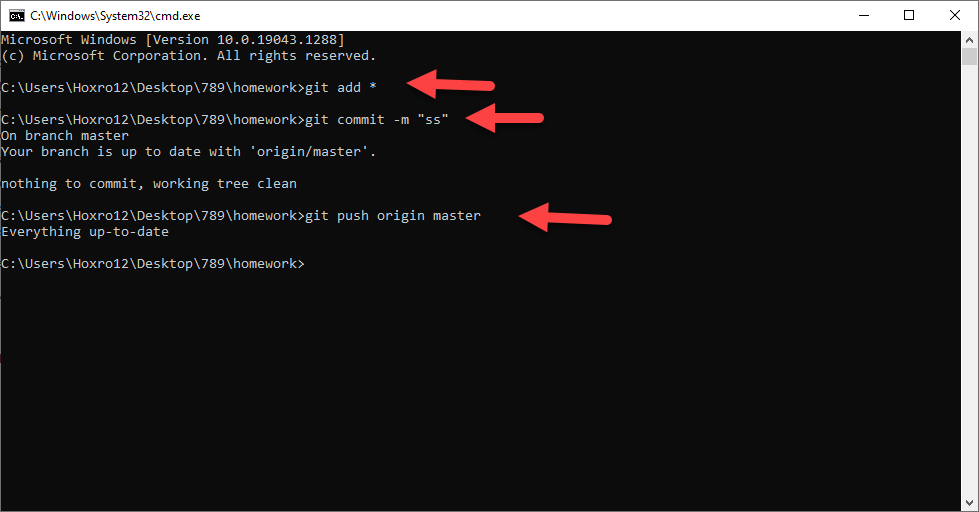 C:\Windows\System32\cmd.exe
Microsoft Windows [Version 10.0.19043.1288]
(c) Microsoft Corporation. All rights reserved.
C:\Users\Hoxro12\Desktop\789\homework>git add *
C:\Users\Hoxro12\Desktop\789\homework>git commit -m "ss"
On branch master
Your branch is up to date with 'origin/master'.
nothing to commit, working tree clean
C:\Users\Hoxro12\Desktop\789\homework>git push origin master
Everything up-to-date
C:\Users\Hoxro12\Desktop\789\homework>